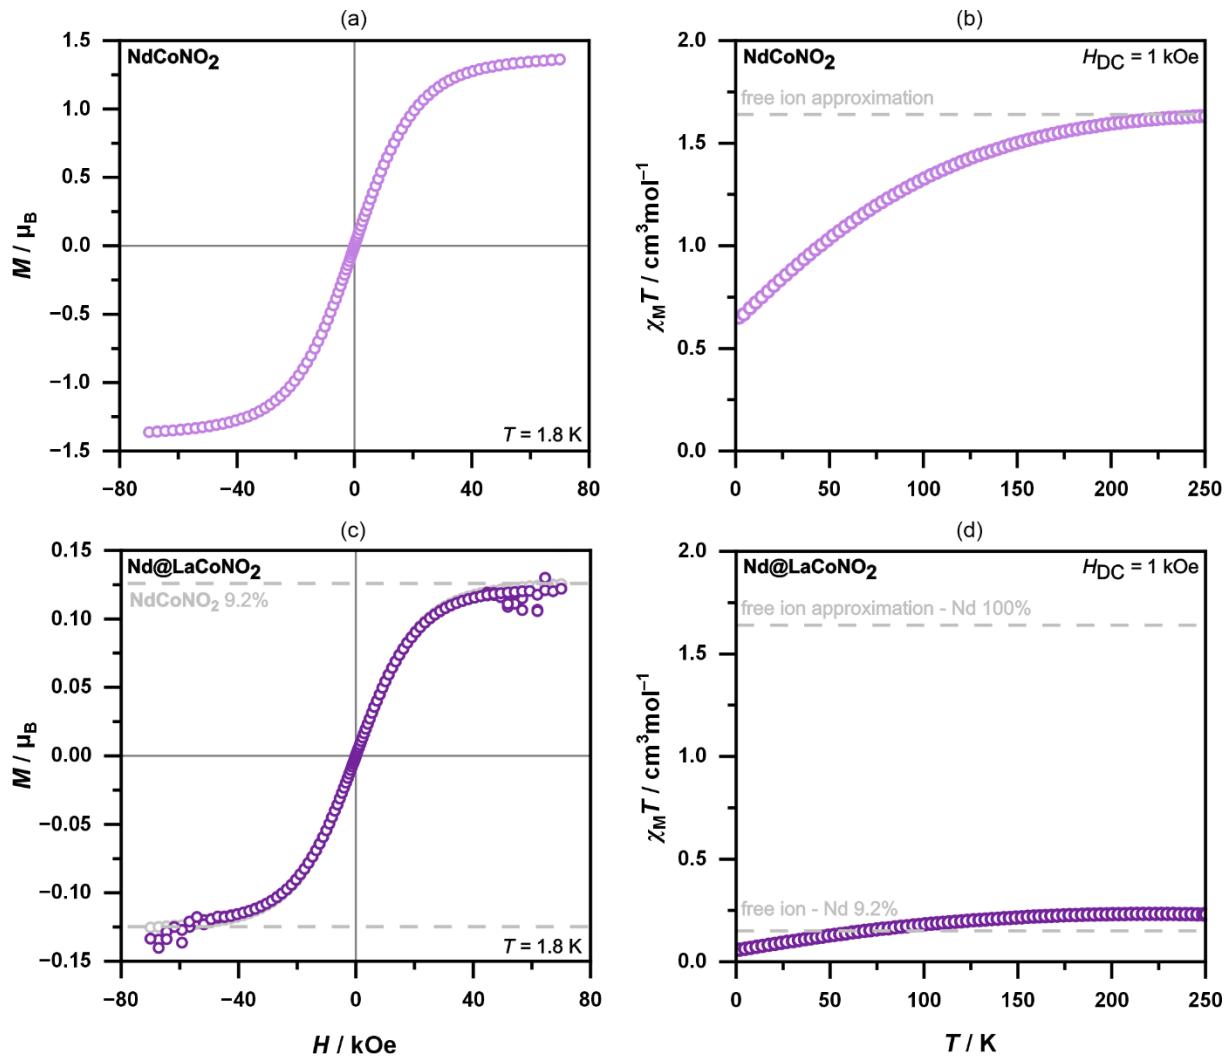 (a)
NdCoNO₂
1.5
1.0
0.5
0.0
−0.5
−1.0
−1.5
M / μB
−80
−40
0
40
80
T = 1.8 K
(b)
NdCoNO₂
H_DC = 1 kOe
free ion approximation
2.0
1.5
1.0
0.5
0.0
χ_M T / cm³mol⁻¹
0
50
100
150
200
250
(c)
Nd@LaCoNO₂
NdCoNO₂ 9.2%
0.15
0.10
0.05
0.00
−0.05
−0.10
−0.15
M / μB
T = 1.8 K
−80
−40
0
40
80
H / kOe
(d)
Nd@LaCoNO₂
H_DC = 1 kOe
free ion approximation - Nd 100%
free ion - Nd 9.2%
2.0
1.5
1.0
0.5
0.0
χ_M T / cm³mol⁻¹
0
50
100
150
200
250
T / K